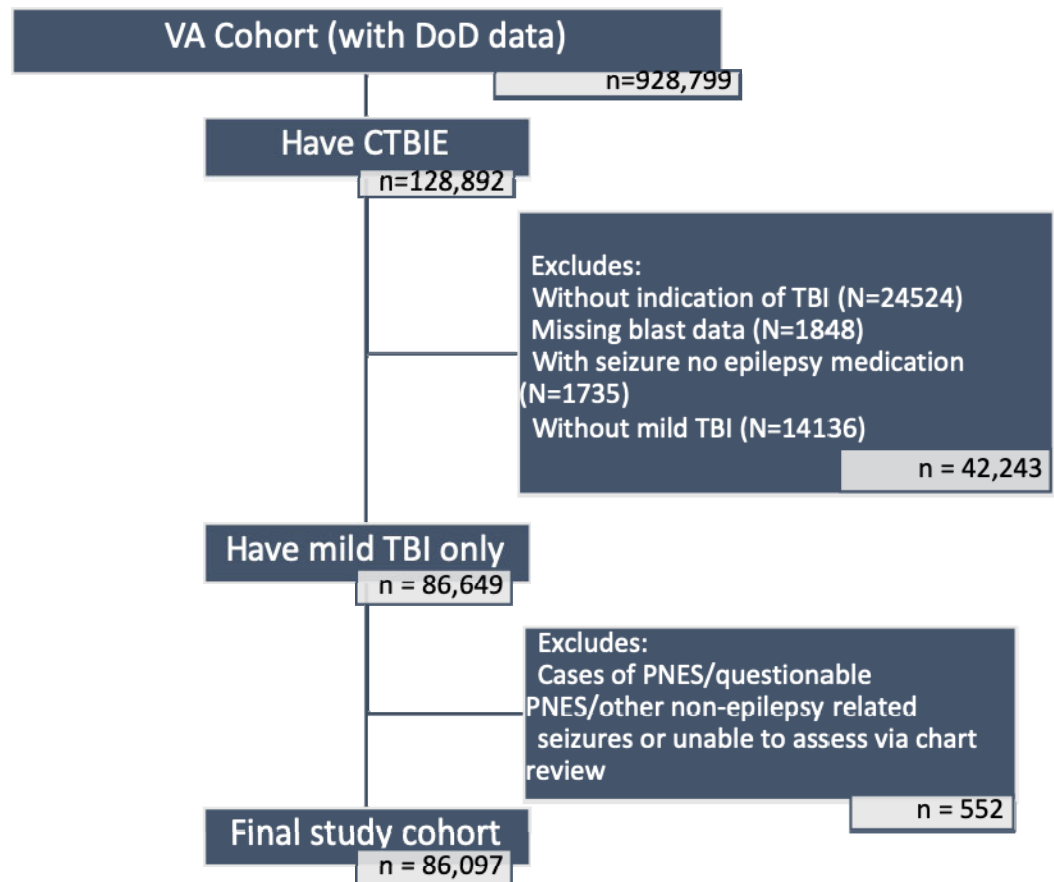 VA Cohort (with DoD data)
n=928,799
Have CTBIE
n=128,892
Excludes:
Without indication of TBI (N=24524)
Missing blast data (N=1848)
With seizure no epilepsy medication
(N=1735)
Without mild TBI (N=14136)
n = 42,243
Have mild TBI only
n = 86,649
Excludes:
Cases of PNES/questionable
PNES/other non-epilepsy related
seizures or unable to assess via chart
review
n = 552
Final study cohort
n = 86,097